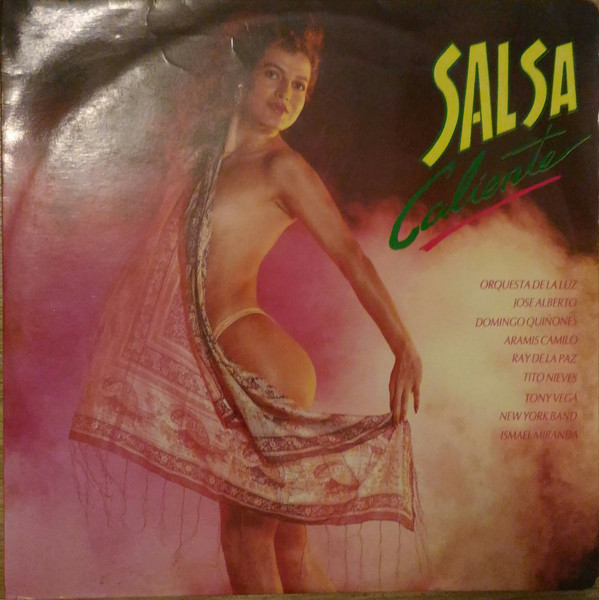 SALSA
Caliente
ORQUESTA DE LA LUZ
JOSE ALBERTO
DOMINGO QUIÑONES
ARAMIS CAMILO
RAY DE LA PAZ
TITO NIEVES
TONY VEGA
NEW YORK BAND
ISMAEL MIRANDA